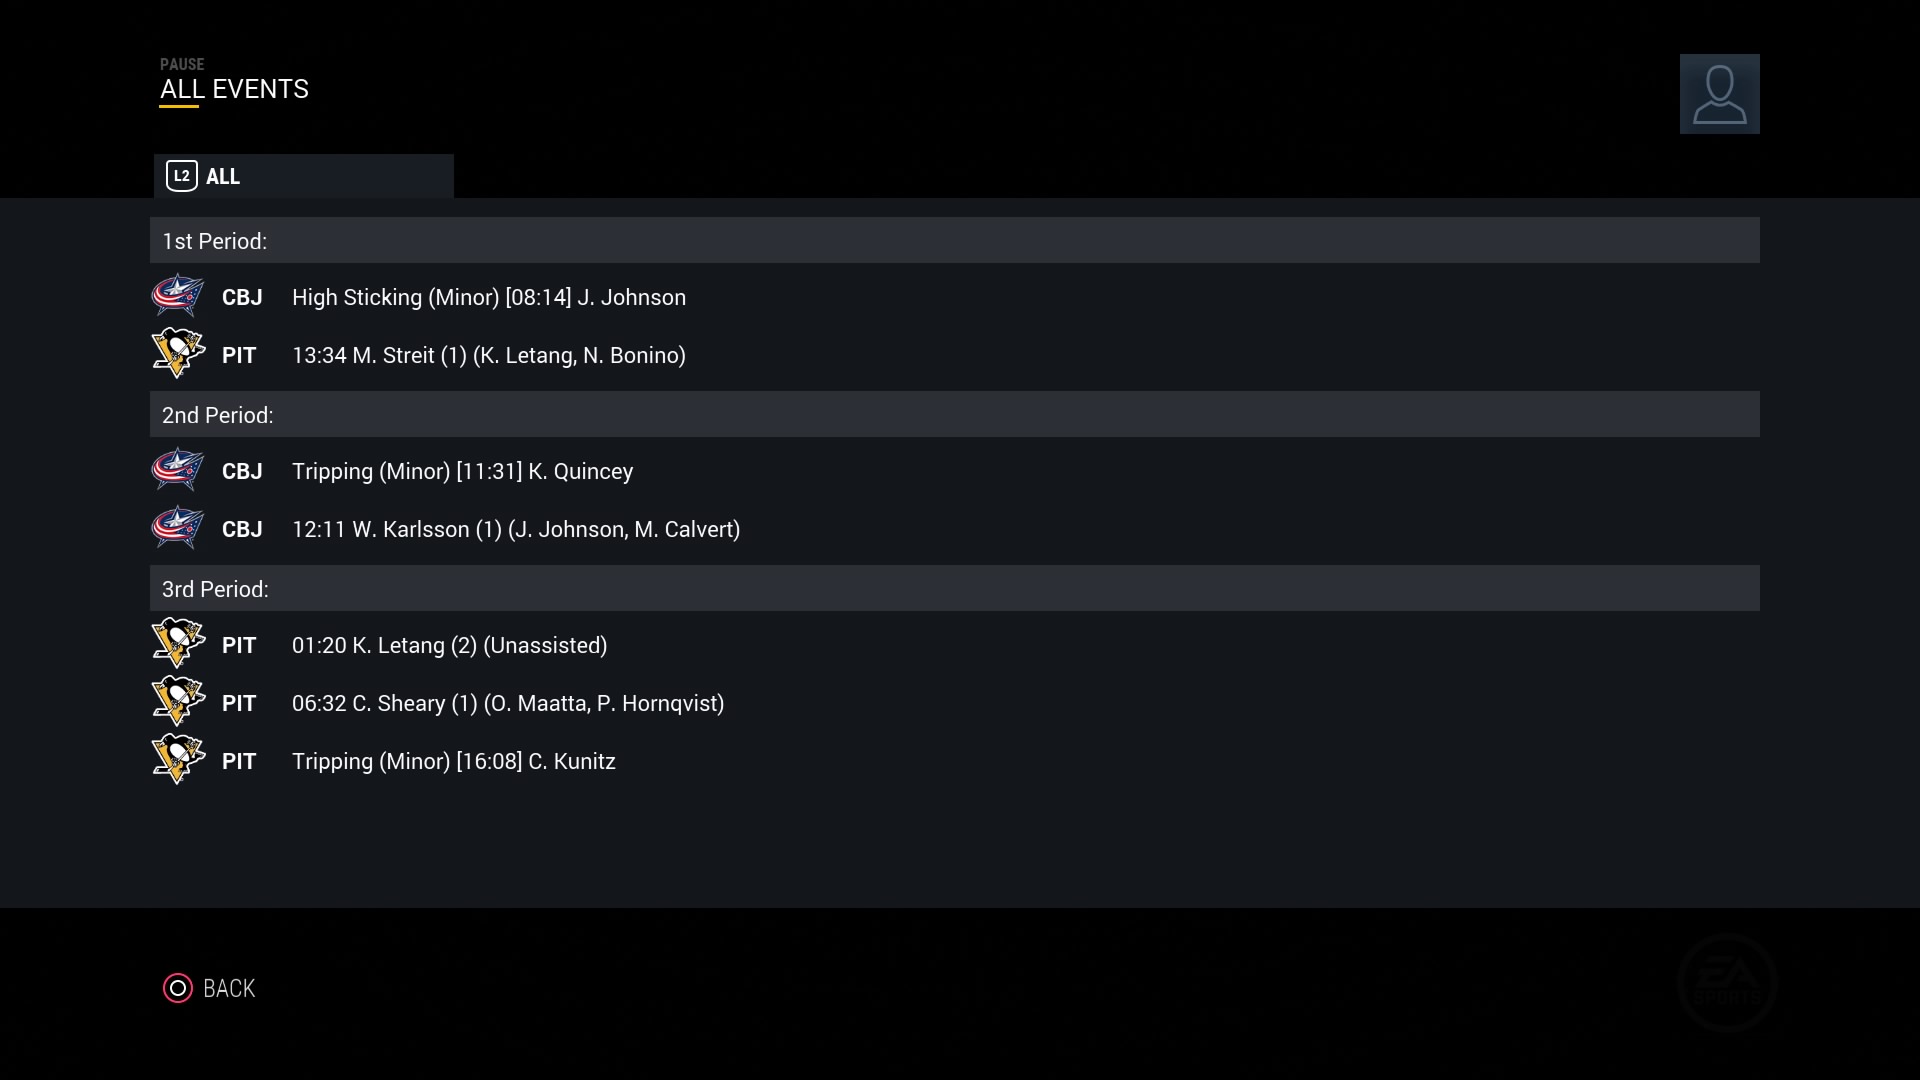 PAUSE
ALL EVENTS
L2 ALL
1st Period:
CBJ High Sticking (Minor) [08:14] J. Johnson
PIT 13:34 M. Streit (1) (K. Letang, N. Bonino)
2nd Period:
CBJ Tripping (Minor) [11:31] K. Quincey
CBJ 12:11 W. Karlsson (1) (J. Johnson, M. Calvert)
3rd Period:
PIT 01:20 K. Letang (2) (Unassisted)
PIT 06:32 C. Sheary (1) (O. Maatta, P. Hornqvist)
PIT Tripping (Minor) [16:08] C. Kunitz
BACK
EA
SPORTS